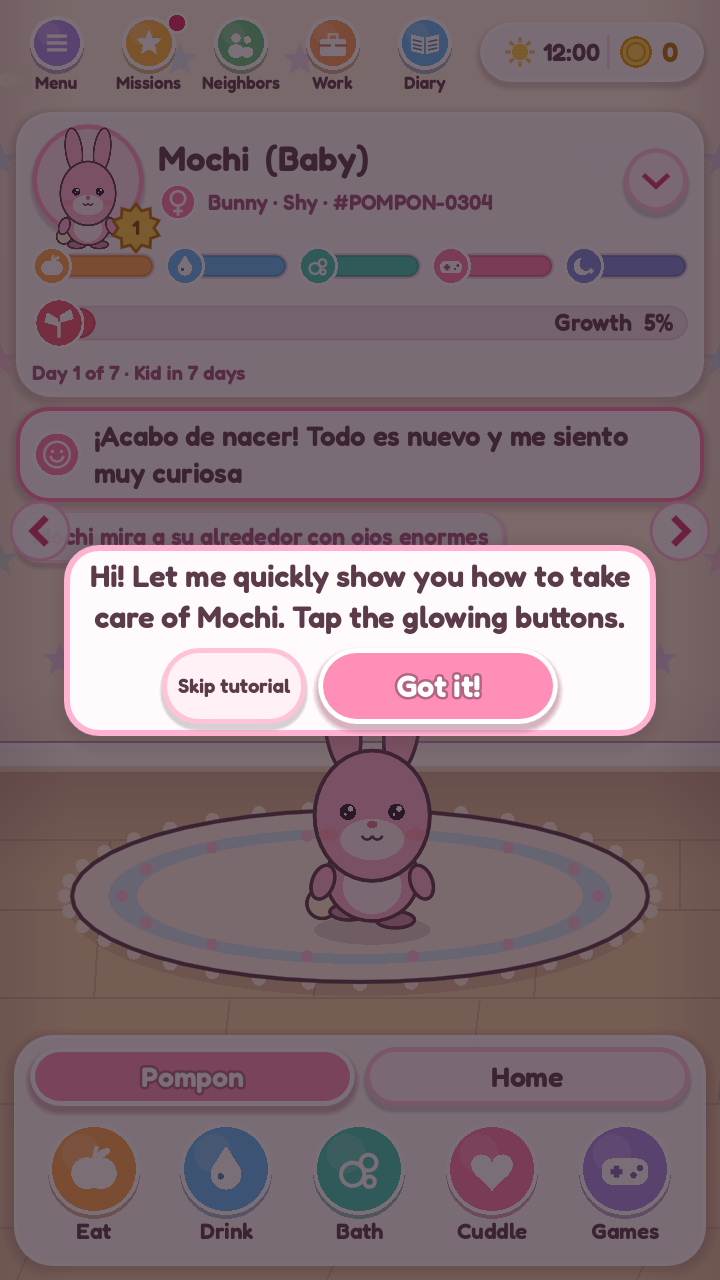 Menu
Missions
Neighbors
Work
Diary
12:00
0
Mochi (Baby)
Bunny · Shy · #POMPON-0304
1
Growth 5%
Day 1 of 7 · Kid in 7 days
¡Acabo de nacer! Todo es nuevo y me siento
muy curiosa
mira a su alrededor con ojos enormes
Hi! Let me quickly show you how to take
care of Mochi. Tap the glowing buttons.
Skip tutorial
Got it!
Pompon
Home
Eat
Drink
Bath
Cuddle
Games